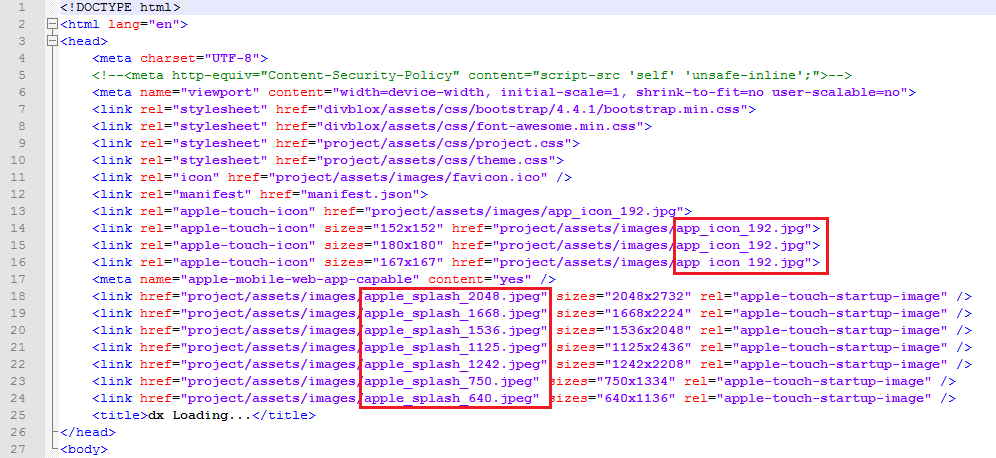 1 <!DOCTYPE html>
2 <html lang="en">
3 <head>
4 <meta charset="UTF-8">
5 <!--<meta http-equiv="Content-Security-Policy" content="script-src 'self' 'unsafe-inline';">-->
6 <meta name="viewport" content="width=device-width, initial-scale=1, shrink-to-fit=no user-scalable=no">
7 <link rel="stylesheet" href="divblox/assets/css/bootstrap/4.4.1/bootstrap.min.css">
8 <link rel="stylesheet" href="divblox/assets/css/font-awesome.min.css">
9 <link rel="stylesheet" href="project/assets/css/project.css">
10 <link rel="stylesheet" href="project/assets/css/theme.css">
11 <link rel="icon" href="project/assets/images/favicon.ico" />
12 <link rel="manifest" href="manifest.json">
13 <link rel="apple-touch-icon" href="project/assets/images/app_icon_192.jpg">
14 <link rel="apple-touch-icon" sizes="152x152" href="project/assets/images/app_icon_192.jpg">
15 <link rel="apple-touch-icon" sizes="180x180" href="project/assets/images/app_icon_192.jpg">
16 <link rel="apple-touch-icon" sizes="167x167" href="project/assets/images/app_icon_192.jpg">
17 <meta name="apple-mobile-web-app-capable" content="yes" />
18 <link href="project/assets/images/apple_splash_2048.jpeg" sizes="2048x2732" rel="apple-touch-startup-image" />
19 <link href="project/assets/images/apple_splash_1668.jpeg" sizes="1668x2224" rel="apple-touch-startup-image" />
20 <link href="project/assets/images/apple_splash_1536.jpeg" sizes="1536x2048" rel="apple-touch-startup-image" />
21 <link href="project/assets/images/apple_splash_1125.jpeg" sizes="1125x2436" rel="apple-touch-startup-image" />
22 <link href="project/assets/images/apple_splash_1242.jpeg" sizes="1242x2208" rel="apple-touch-startup-image" />
23 <link href="project/assets/images/apple_splash_750.jpeg" sizes="750x1334" rel="apple-touch-startup-image" />
24 <link href="project/assets/images/apple_splash_640.jpeg" sizes="640x1136" rel="apple-touch-startup-image" />
25 <title>dx Loading...</title>
26 </head>
27 <body>